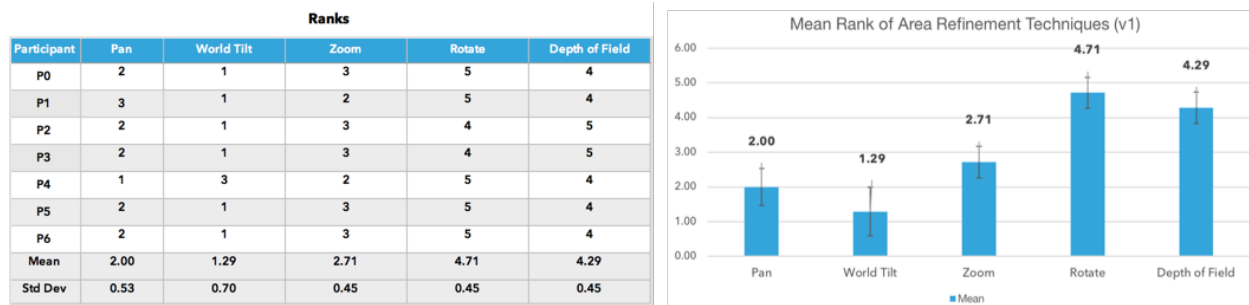 Ranks
Participant Pan World Tilt Zoom Rotate Depth of Field
P0 2 1 3 5 4
P1 3 1 2 5 4
P2 2 1 3 4 5
P3 2 1 3 4 5
P4 1 3 2 5 4
P5 2 1 3 5 4
P6 2 1 3 5 4
Mean 2.00 1.29 2.71 4.71 4.29
Std Dev 0.53 0.70 0.45 0.45 0.45
Mean Rank of Area Refinement Techniques (v1)
6.00
5.00
4.00
3.00
2.00
1.00
0.00
2.00
1.29
2.71
4.71
4.29
Pan World Tilt Zoom Rotate Depth of Field
Mean